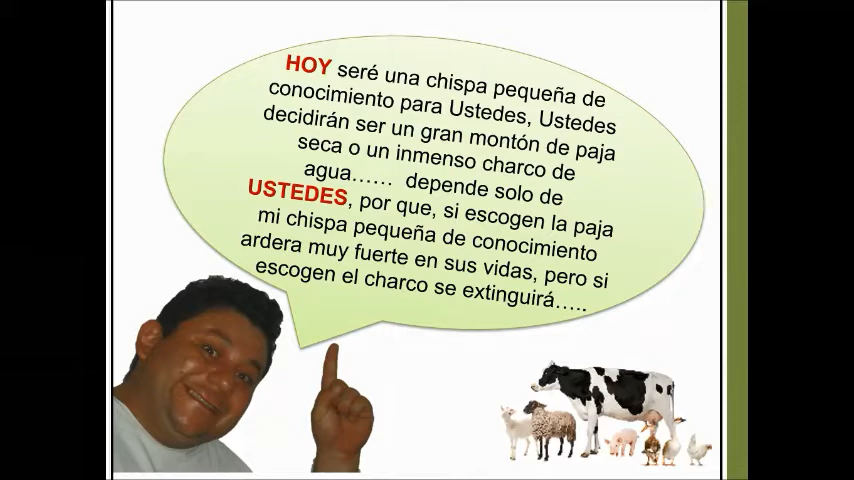 HOY seré una chispa pequeña de
conocimiento para Ustedes, Ustedes
decidirán ser un gran montón de paja
seca o un inmenso charco de
agua…… depende solo de
USTEDES, por que, si escogen la paja
mi chispa pequeña de conocimiento
ardera muy fuerte en sus vidas, pero si
escogen el charco se extinguirá…..